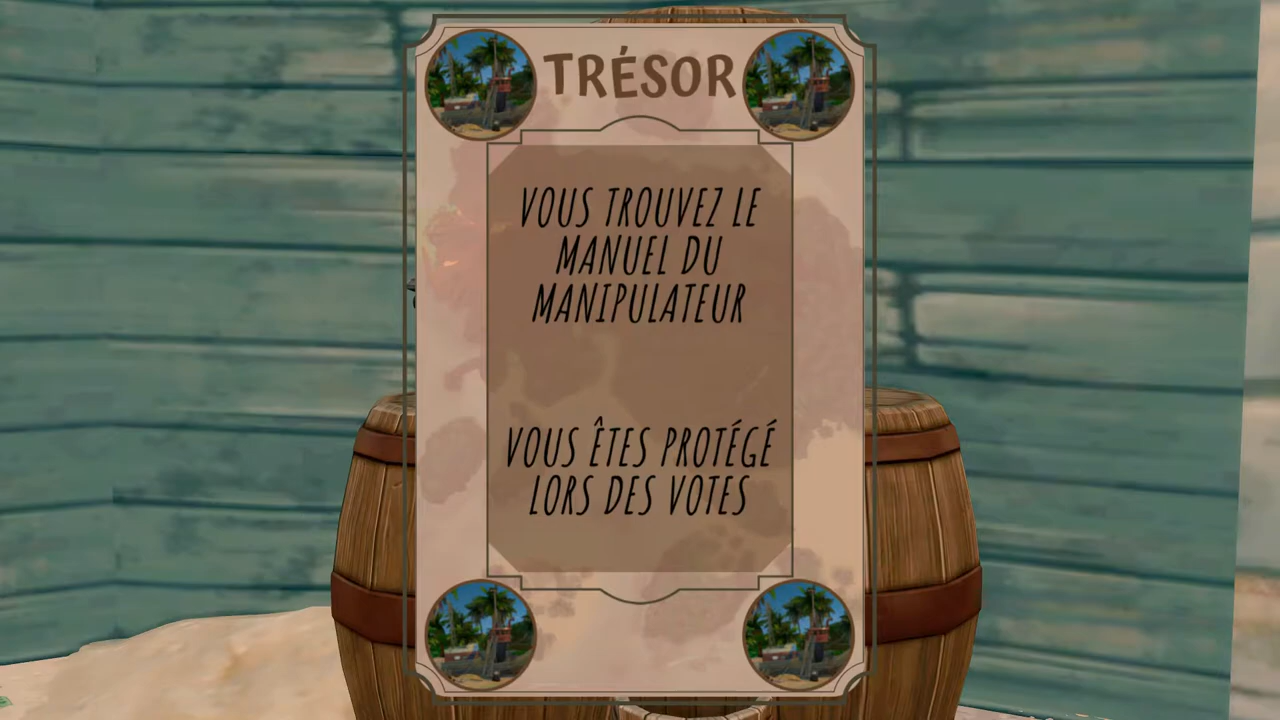 TRÉSOR
VOUS TROUVEZ LE
MANUEL DU
MANIPULATEUR
VOUS ÊTES PROTÉGÉ
LORS DES VOTES